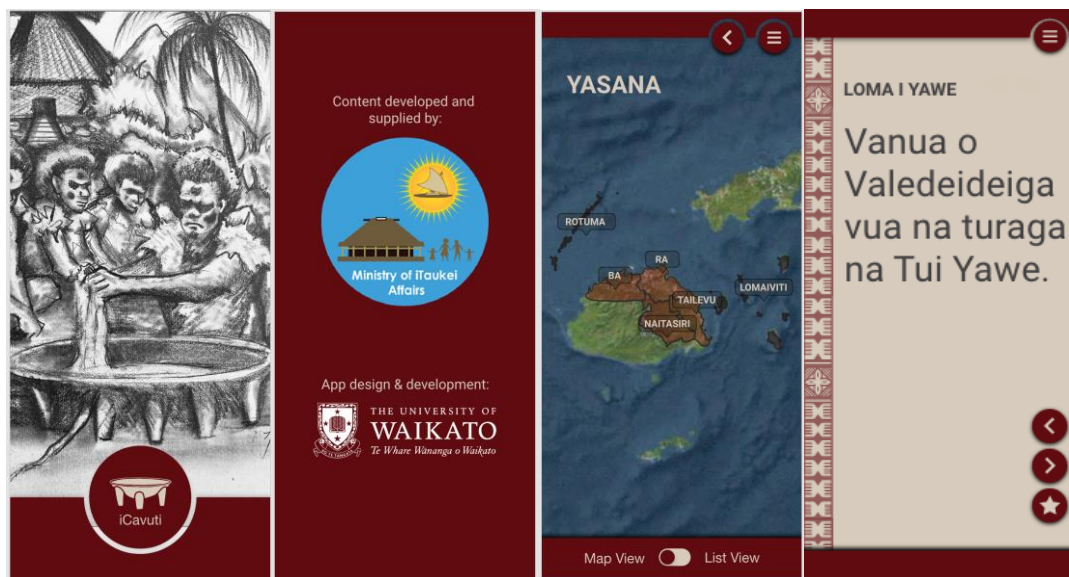 iCavuti
Content developed and
supplied by:
Ministry of iTaukei
Affairs
App design & development:
THE UNIVERSITY OF
WAIKATO
Te Whare Wānanga o Waikato
YASANA
ROTUMA
RA
BA
LOMAIVITI
TAILEVU
NAITASIRI
Map View
List View
LOMA I YAWE
Vanua o
Valedeideiga
vua na turaga
na Tui Yawe.